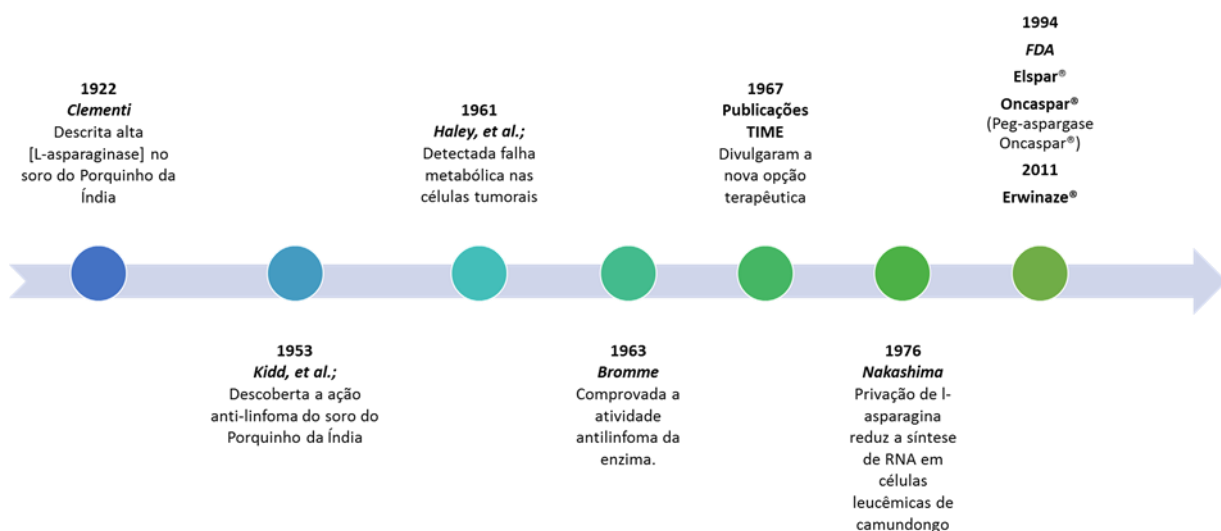 1922
Clementi
Descrita alta
[L-asparaginase] no
soro do Porquinho da
Índia
1953
Kidd, et al.;
Descoberta a ação
anti-linfoma do soro do
Porquinho da Índia
1961
Haley, et al.;
Detectada falha
metabólica nas
células tumorais
1963
Bromme
Comprovada a
atividade
antilinfoma da
enzima.
1967
Publicações
TIME
Divulgaram a
nova opção
terapêutica
1976
Nakashima
Privação de l-
asparagina
reduz a síntese
de RNA em
células
leucêmicas de
camundongo
1994
FDA
Elspar®
Oncaspar®
(Peg-aspargase
Oncaspar®)
2011
Erwinaze®